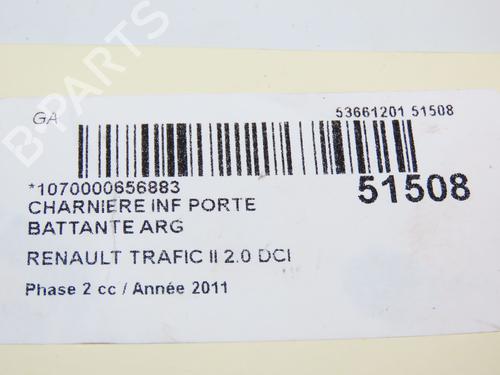 B-PARTS
GA
53661201 51508
*1070000656883
51508
CHARNIERE INF PORTE
BATTANTE ARG
RENAULT TRAFIC II 2.0 DCI
Phase 2 cc / Année 2011